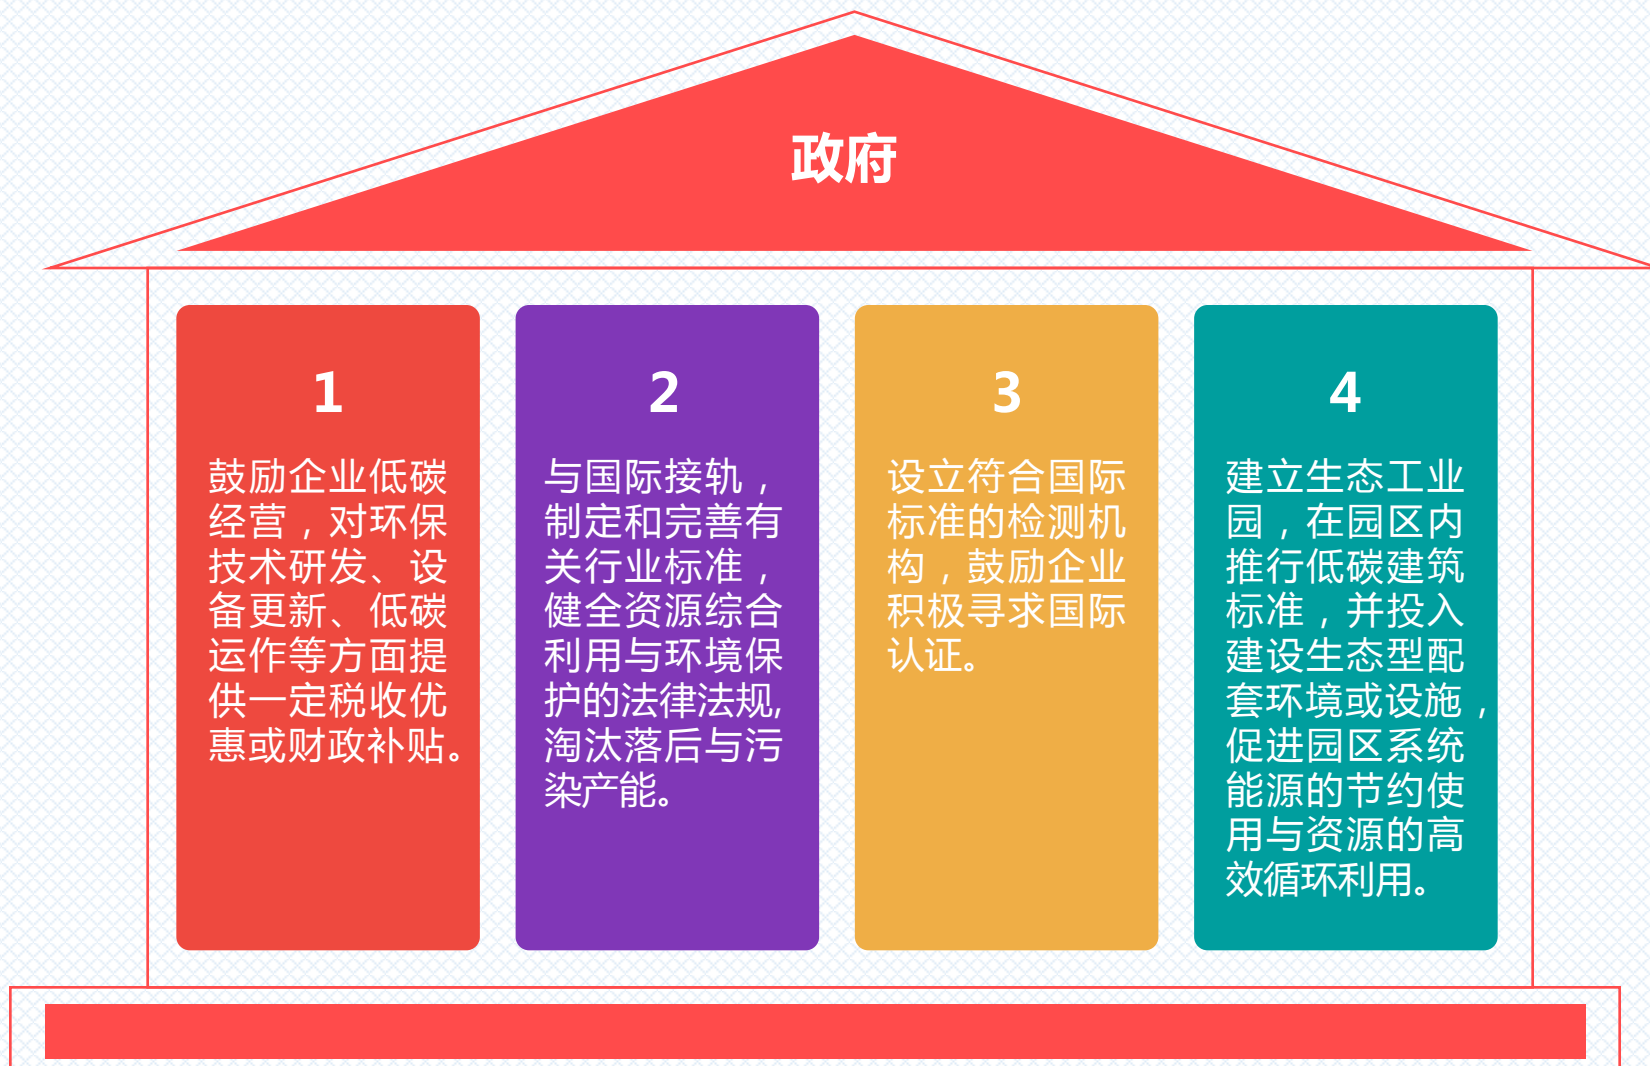 政府
1
鼓励企业低碳
经营，对环保
技术研发、设
备更新、低碳
运作等方面提
供一定税收优
惠或财政补贴。
2
与国际接轨，
制定和完善有
关行业标准，
健全资源综合
利用与环境保
护的法律法规，
淘汰落后与污
染产能。
3
设立符合国际
标准的检测机
构，鼓励企业
积极寻求国际
认证。
4
建立生态工业
园，在园区内
推行低碳建筑
标准，并投入
建设生态型配
套环境或设施，
促进园区系统
能源的节约使
用与资源的高
效循环利用。